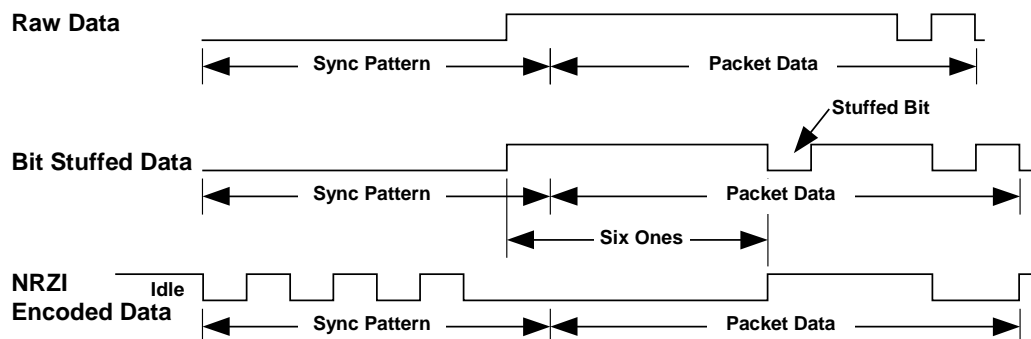 Raw Data
Sync Pattern
Packet Data
Stuffed Bit
Bit Stuffed Data
Sync Pattern
Packet Data
Six Ones
NRZI
Idle
Encoded Data
Sync Pattern
Packet Data